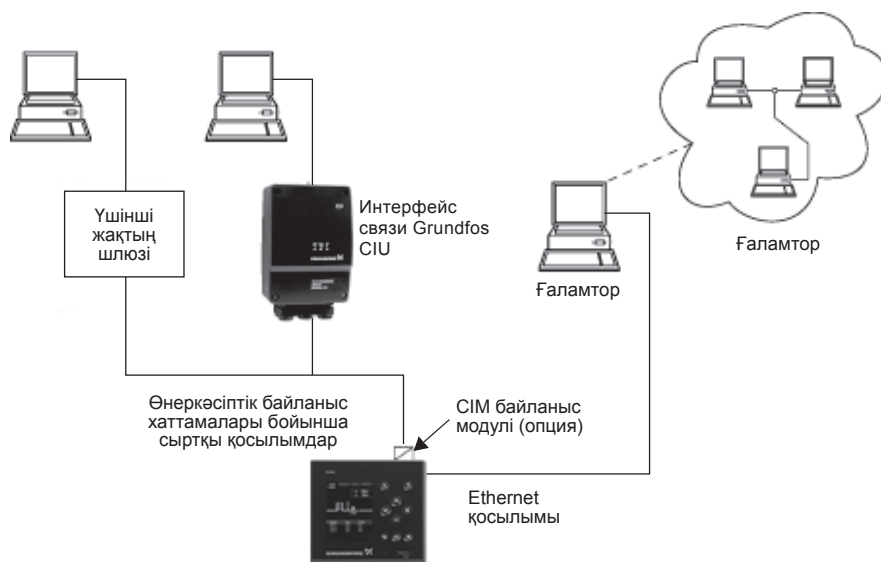 Үшінші
жақтың
шлюзі
Интерфейс
связи Grundfos
CIU
Ғаламтор
Ғаламтор
Өнеркәсіптік байланыс
хаттамалары бойынша
сыртқы қосылымдар
CIM байланыс
модулі (опция)
Ethernet
қосылымы